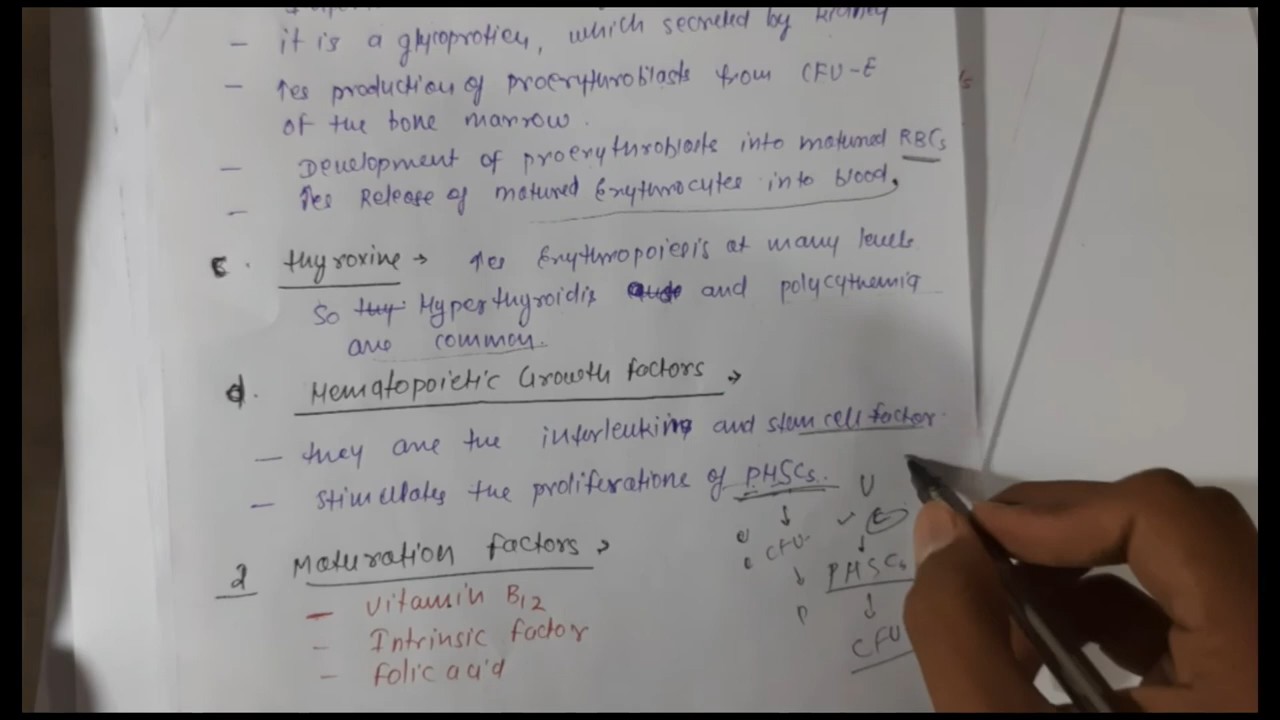 - it is a glycoprotien, which secreted by kidney
- ↑es production of proerythroblasts from CFU-E
of the bone marrow.
- Development of proerythroblasts into matured RBCs
- ↑es Release of matured Erythrocytes into blood.
c. thyroxine → ↑es Erythropoiesis at many levels
So Hyperthyroidis and polycythemia
are common.
d. Hematopoietic Growth factors →
- they are the interleukins and stem cell factor.
- stimulates the proliferations of PHSCs.
U
↓ ✓ E
CFU- ↓
↓ PHSCs
P ↓
CFU
2 Maturation factors →
- Vitamin B12
- Intrinsic factor
- Folic acid